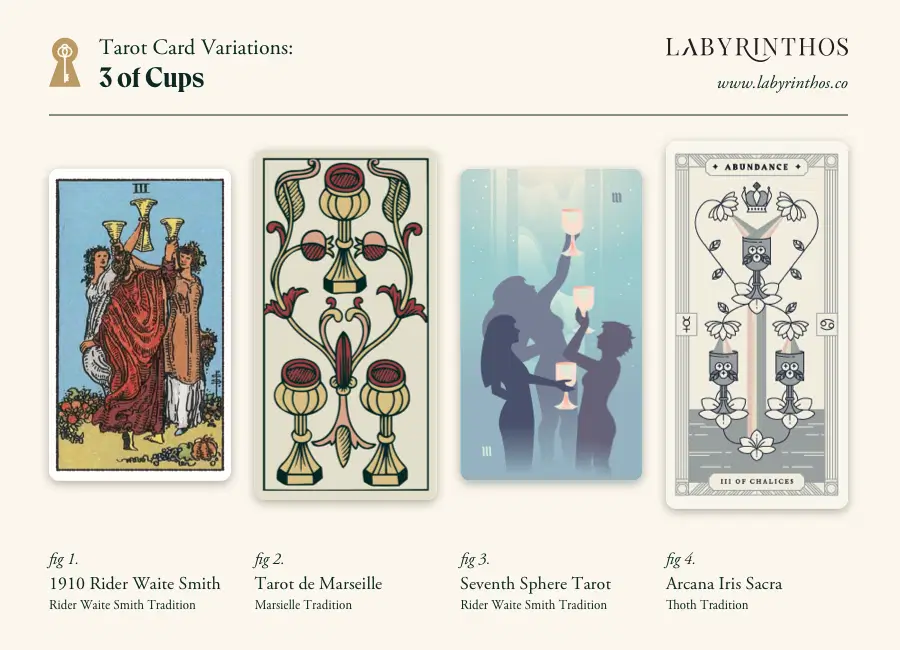 Tarot Card Variations:
3 of Cups
LABYRINTHOS
www.labyrinthos.co
III
III
III
✦ ABUNDANCE ✦
III OF CHALICES
fig 1.
1910 Rider Waite Smith
Rider Waite Smith Tradition
fig 2.
Tarot de Marseille
Marsielle Tradition
fig 3.
Seventh Sphere Tarot
Rider Waite Smith Tradition
fig 4.
Arcana Iris Sacra
Thoth Tradition